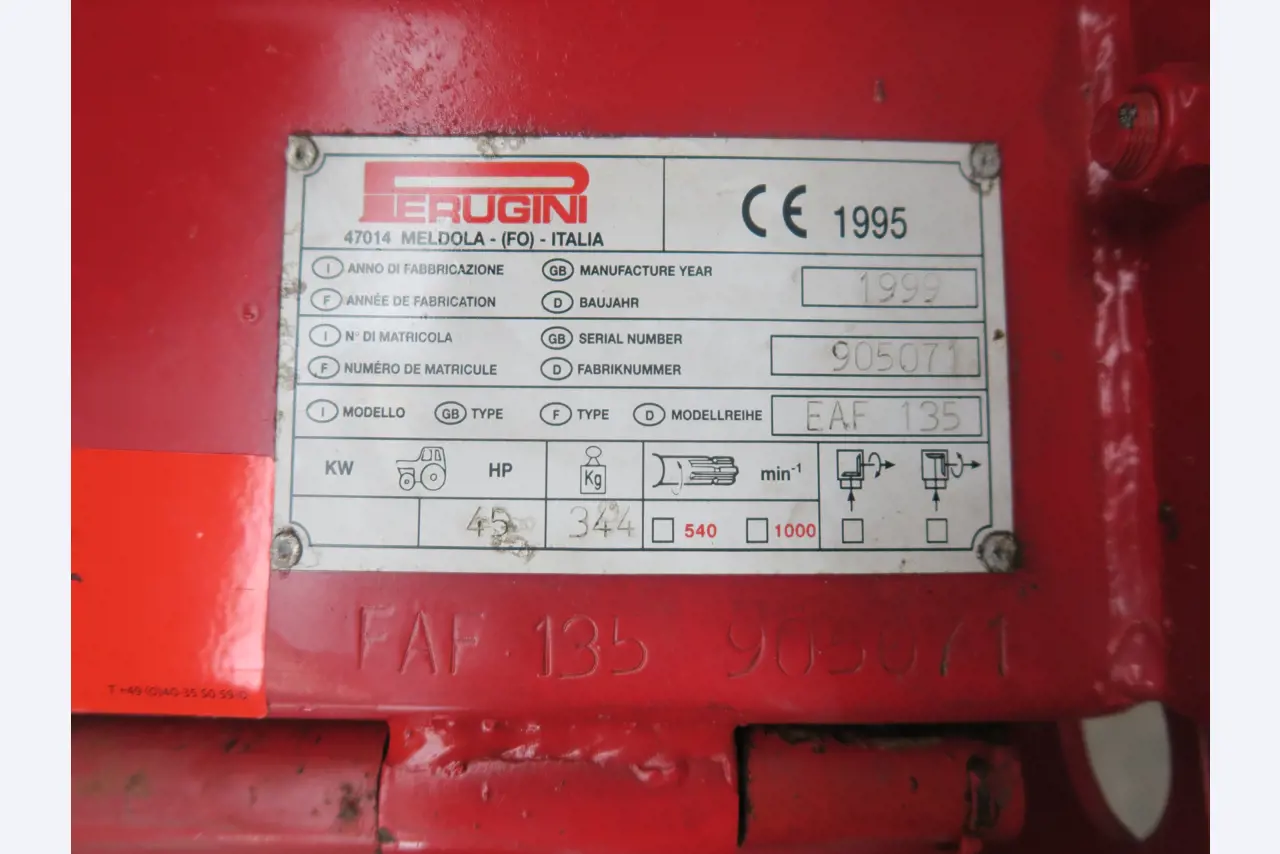 PERUGINI
47014 MELDOLA - (FO) - ITALIA
CE 1995
I ANNO DI FABBRICAZIONE GB MANUFACTURE YEAR 1999
F ANNÉE DE FABRICATION D BAUJAHR
I N° DI MATRICOLA GB SERIAL NUMBER 905071
F NUMÉRO DE MATRICULE D FABRIKNUMMER
I MODELLO GB TYPE F TYPE D MODELLREIHE EAF 135
KW HP Kg min-1
45 344 540 1000
EAF 135 905071